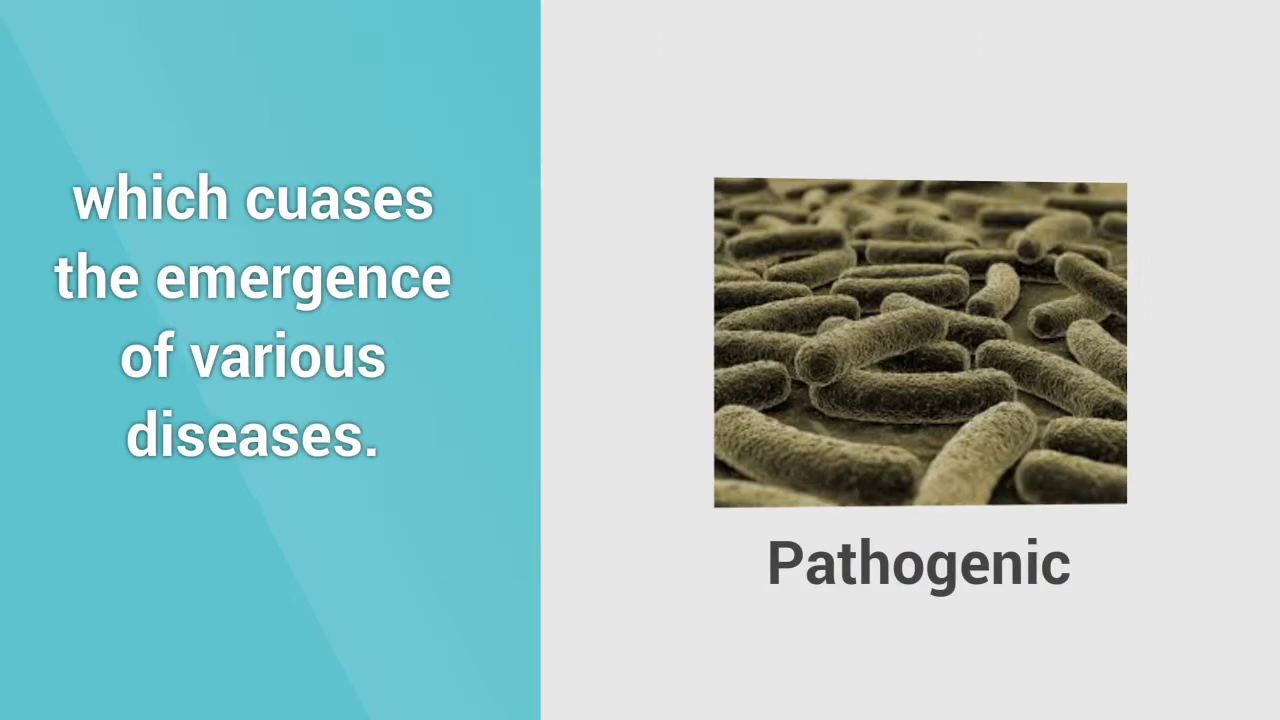 which cuases
the emergence
of various
diseases.
Pathogenic